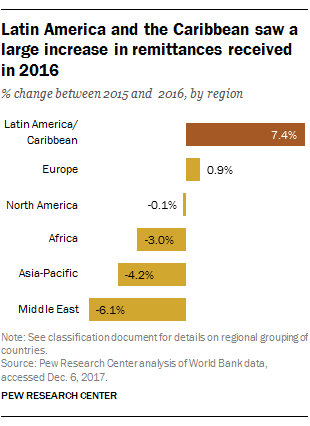 Latin America and the Caribbean saw a
large increase in remittances received
in 2016
% change between 2015 and 2016, by region
Latin America/
Caribbean
7.4%
Europe
0.9%
North America
-0.1%
Africa
-3.0%
Asia-Pacific
-4.2%
Middle East
-6.1%
Note: See classification document for details on regional grouping of
countries.
Source: Pew Research Center analysis of World Bank data,
accessed Dec. 6, 2017.
PEW RESEARCH CENTER